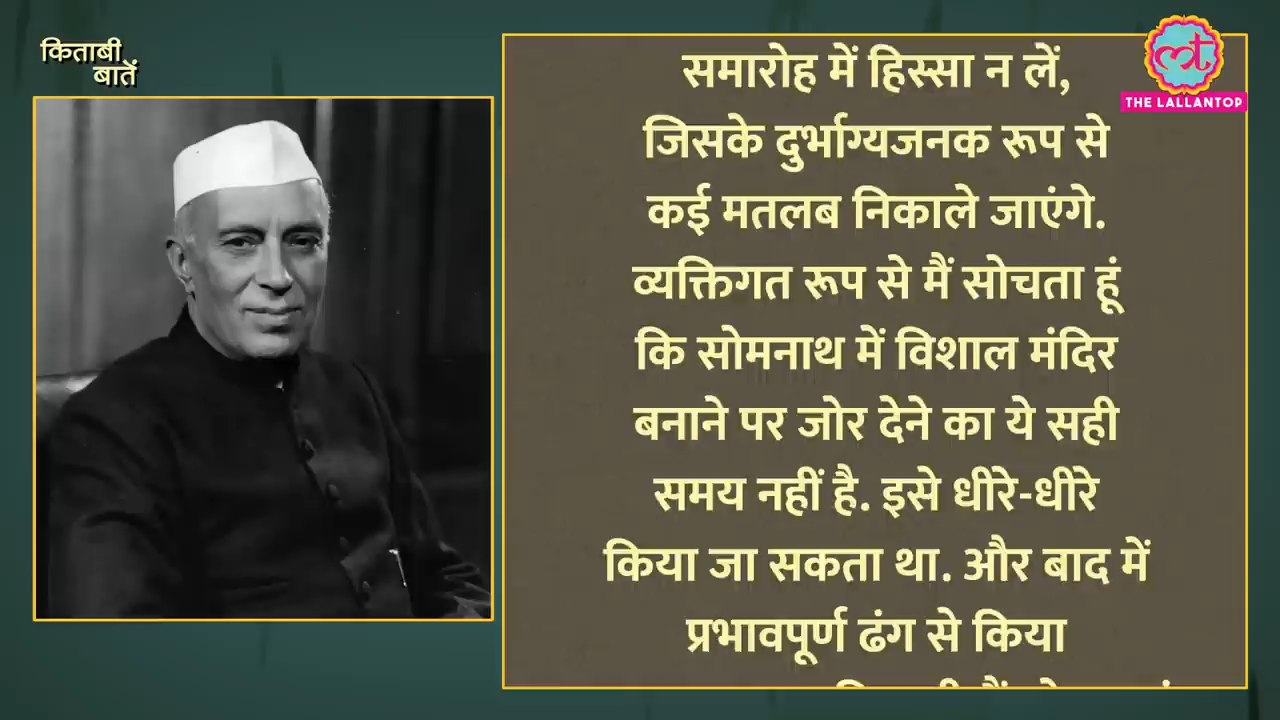 किताबी
बातें
समारोह में हिस्सा न लें,
जिसके दुर्भाग्यजनक रूप से
कई मतलब निकाले जाएंगे.
व्यक्तिगत रूप से मैं सोचता हूं
कि सोमनाथ में विशाल मंदिर
बनाने पर जोर देने का ये सही
समय नहीं है. इसे धीरे-धीरे
किया जा सकता था. और बाद में
प्रभावपूर्ण ढंग से किया
lt
THE LALLANTOP